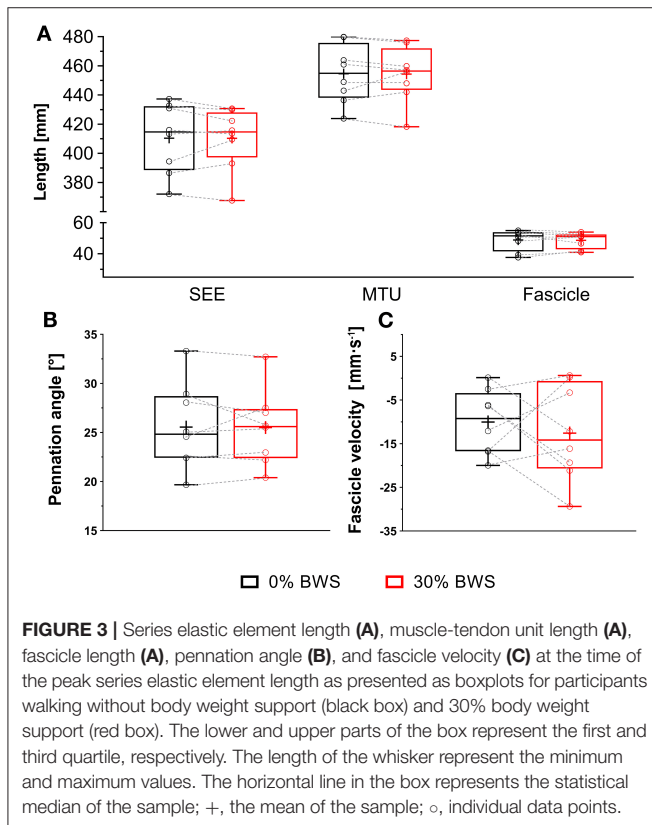 A
480
460
440
420
400
380
60
40
Length [mm]
SEE MTU Fascicle
B
35
30
25
20
15
Pennation angle [°]
C
5
-5
-15
-25
-35
Fascicle velocity [mm·s⁻¹]
0% BWS 30% BWS
FIGURE 3 | Series elastic element length (A), muscle-tendon unit length (A),
fascicle length (A), pennation angle (B), and fascicle velocity (C) at the time of
the peak series elastic element length as presented as boxplots for participants
walking without body weight support (black box) and 30% body weight
support (red box). The lower and upper parts of the box represent the first and
third quartile, respectively. The length of the whisker represent the minimum
and maximum values. The horizontal line in the box represents the statistical
median of the sample; +, the mean of the sample; ○, individual data points.